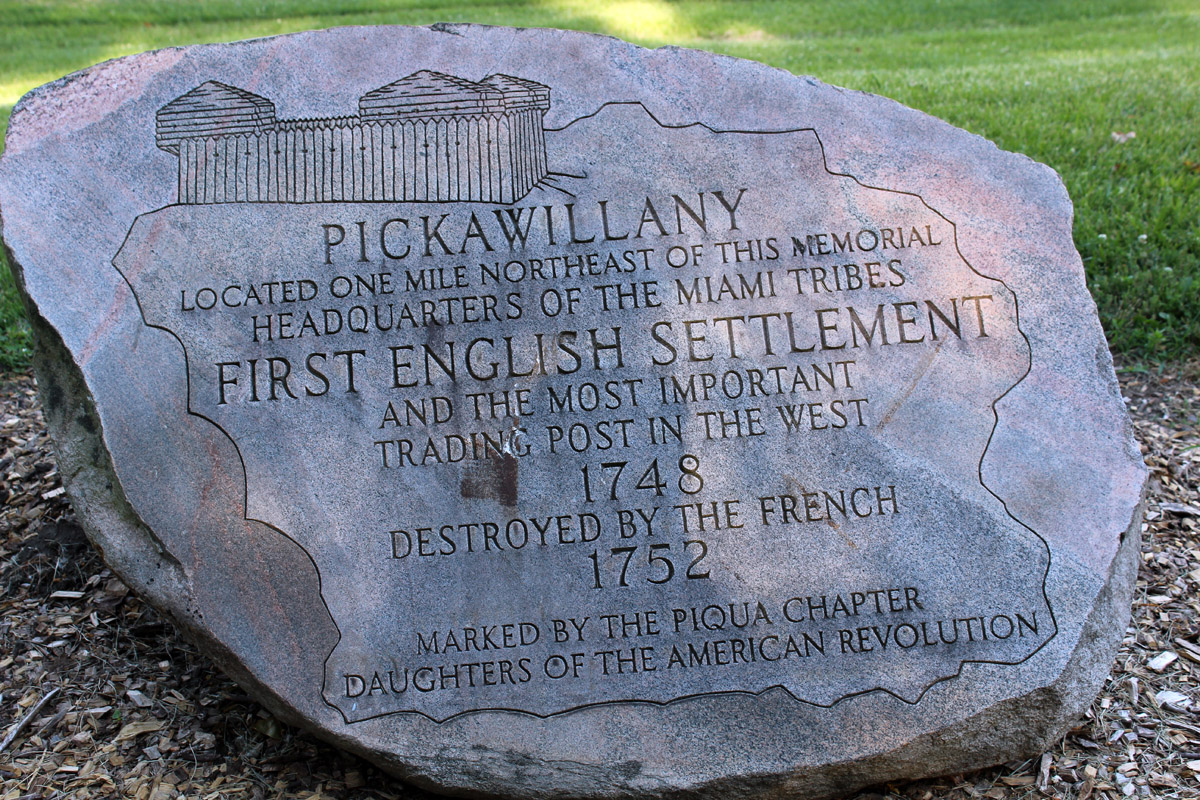 PICKAWILLANY
LOCATED ONE MILE NORTHEAST OF THIS MEMORIAL
HEADQUARTERS OF THE MIAMI TRIBES
FIRST ENGLISH SETTLEMENT
AND THE MOST IMPORTANT
TRADING POST IN THE WEST
1748
DESTROYED BY THE FRENCH
1752
MARKED BY THE PIQUA CHAPTER
DAUGHTERS OF THE AMERICAN REVOLUTION